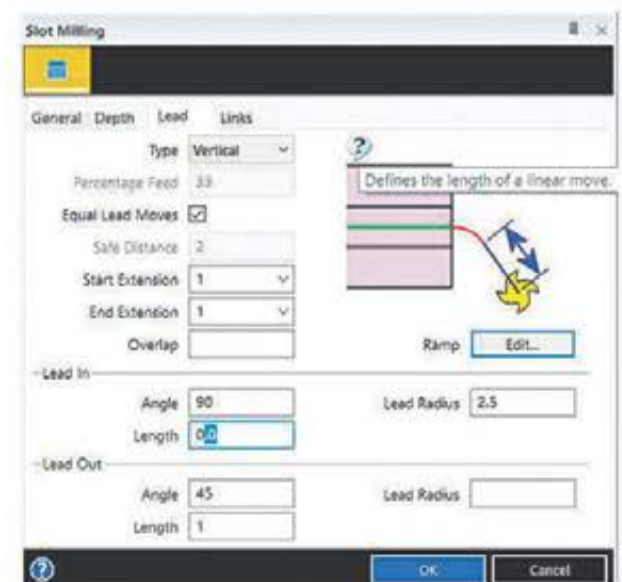 Slot Milling
General Depth Lead Links
Type Vertical
Percentage Feed 33
Defines the length of a linear move.
Equal Lead Moves
Safe Distance 2
Start Extension 1
End Extension 1
Overlap
Ramp Edit...
Lead In
Angle 90 Lead Radius 2.5
Length 0.0
Lead Out
Angle 45 Lead Radius
Length 1
OK Cancel